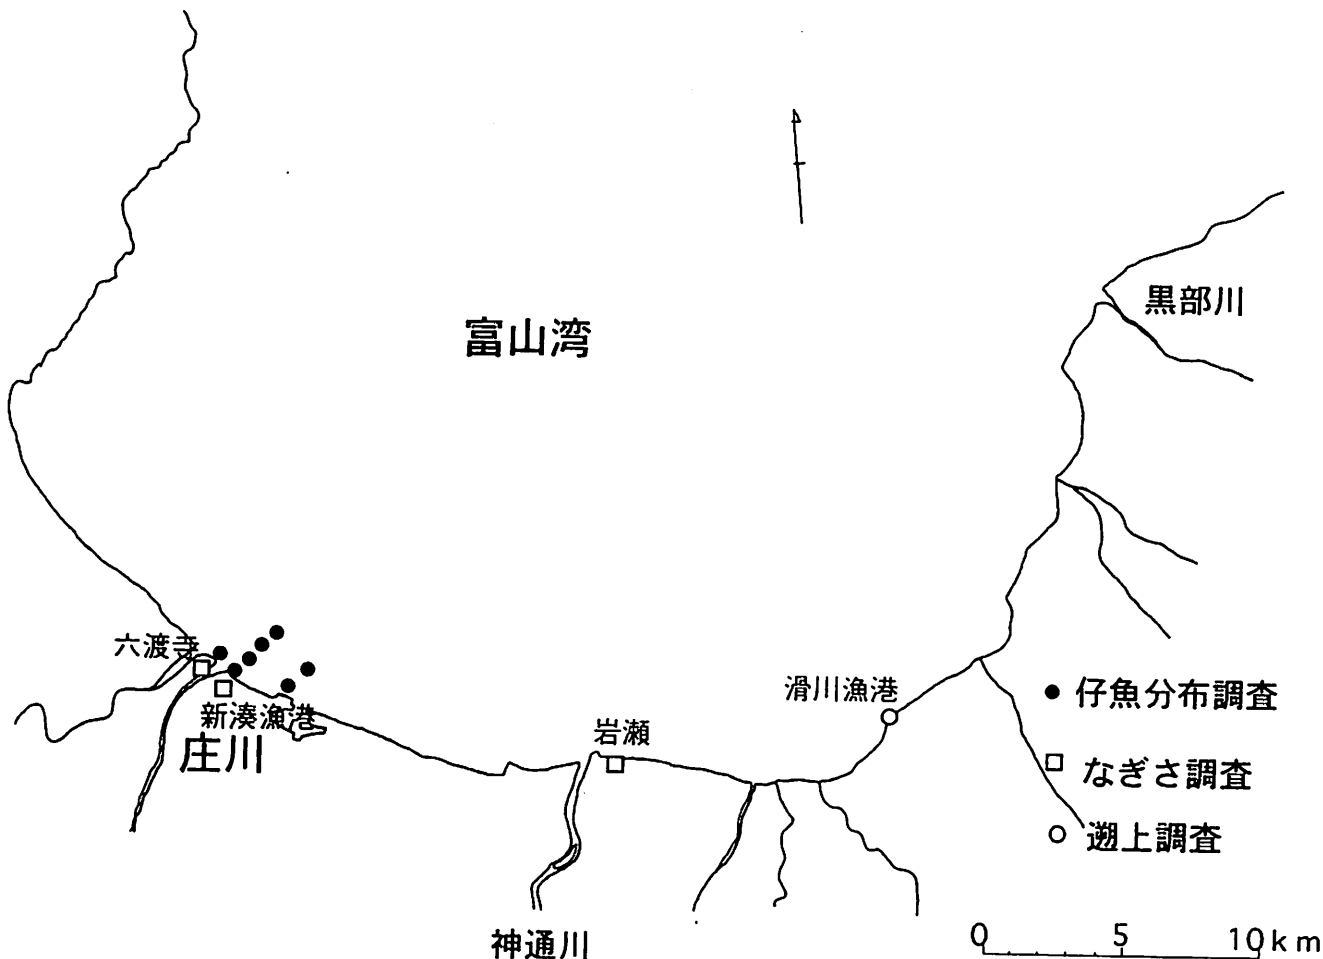 黒部川
富山湾
六渡寺
新湊漁港
庄川
滑川漁港
岩瀬
神通川
● 仔魚分布調査
□ なぎさ調査
○ 遡上調査
0 5 10km